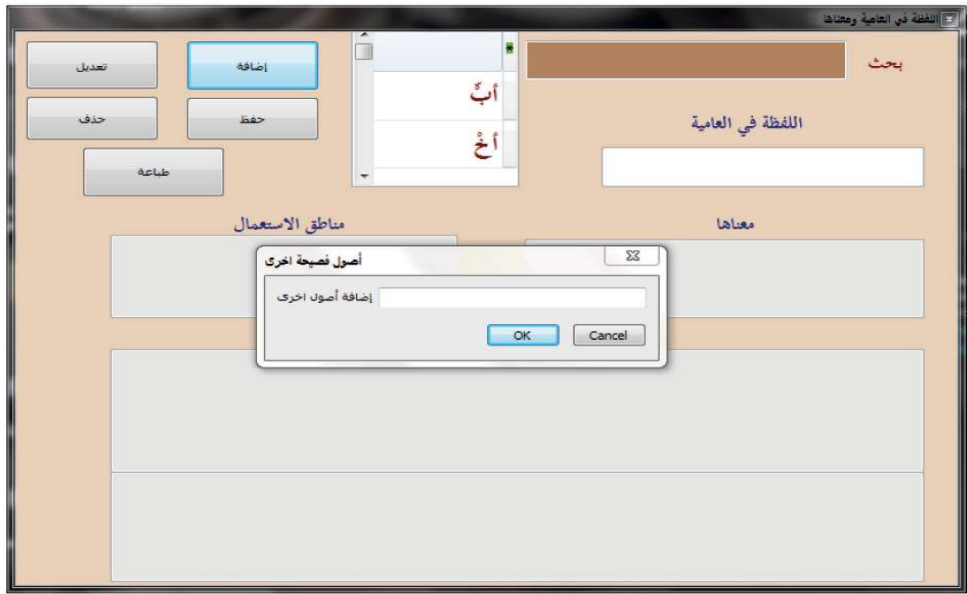 اللفظة في العامية ومعناها
بحث
إضافة
تعديل
أبّ
اللفظة في العامية
حفظ
حذف
أخْ
طباعة
معناها
مناطق الاستعمال
أصول فصيحة اخرى
إضافة أصول اخرى
OK
Cancel